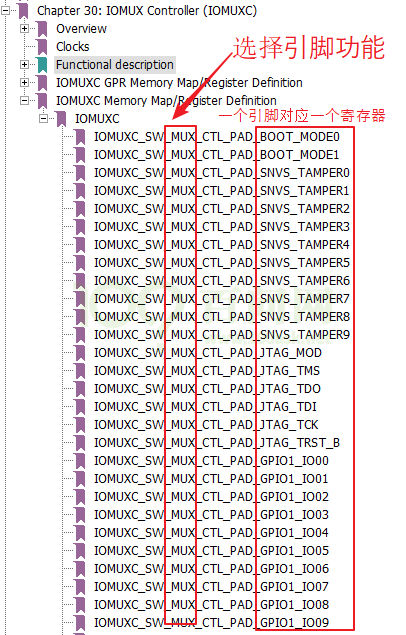 Chapter 30: IOMUX Controller (IOMUXC)
Overview
选择引脚功能
Clocks
Functional description
IOMUXC GPR Memory Map/Register Definition
IOMUXC Memory Map/Register Definition
IOMUXC
一个引脚对应一个寄存器
IOMUXC_SW_MUX_CTL_PAD_BOOT_MODE0
IOMUXC_SW_MUX_CTL_PAD_BOOT_MODE1
IOMUXC_SW_MUX_CTL_PAD_SNVS_TAMPER0
IOMUXC_SW_MUX_CTL_PAD_SNVS_TAMPER1
IOMUXC_SW_MUX_CTL_PAD_SNVS_TAMPER2
IOMUXC_SW_MUX_CTL_PAD_SNVS_TAMPER3
IOMUXC_SW_MUX_CTL_PAD_SNVS_TAMPER4
IOMUXC_SW_MUX_CTL_PAD_SNVS_TAMPER5
IOMUXC_SW_MUX_CTL_PAD_SNVS_TAMPER6
IOMUXC_SW_MUX_CTL_PAD_SNVS_TAMPER7
IOMUXC_SW_MUX_CTL_PAD_SNVS_TAMPER8
IOMUXC_SW_MUX_CTL_PAD_SNVS_TAMPER9
IOMUXC_SW_MUX_CTL_PAD_JTAG_MOD
IOMUXC_SW_MUX_CTL_PAD_JTAG_TMS
IOMUXC_SW_MUX_CTL_PAD_JTAG_TDO
IOMUXC_SW_MUX_CTL_PAD_JTAG_TDI
IOMUXC_SW_MUX_CTL_PAD_JTAG_TCK
IOMUXC_SW_MUX_CTL_PAD_JTAG_TRST_B
IOMUXC_SW_MUX_CTL_PAD_GPIO1_IO00
IOMUXC_SW_MUX_CTL_PAD_GPIO1_IO01
IOMUXC_SW_MUX_CTL_PAD_GPIO1_IO02
IOMUXC_SW_MUX_CTL_PAD_GPIO1_IO03
IOMUXC_SW_MUX_CTL_PAD_GPIO1_IO04
IOMUXC_SW_MUX_CTL_PAD_GPIO1_IO05
IOMUXC_SW_MUX_CTL_PAD_GPIO1_IO06
IOMUXC_SW_MUX_CTL_PAD_GPIO1_IO07
IOMUXC_SW_MUX_CTL_PAD_GPIO1_IO08
IOMUXC_SW_MUX_CTL_PAD_GPIO1_IO09